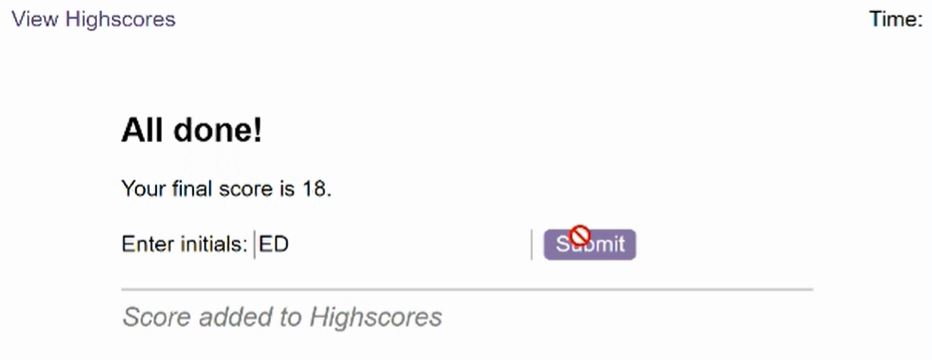 View Highscores Time:
All done!
Your final score is 18.
Enter initials: ED Submit
Score added to Highscores